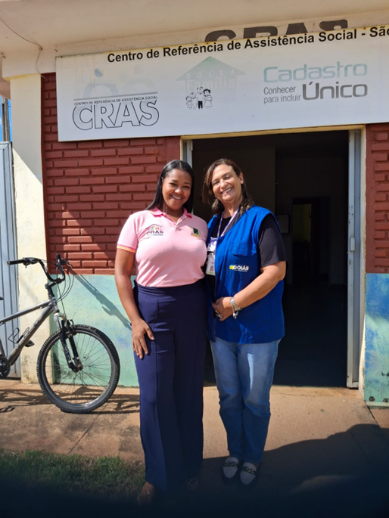 CRAS
Centro de Referência de Assistência Social - São
CENTRO DE REFERÊNCIA DE ASSISTÊNCIA SOCIAL
CRAS
Cadastro
Conhecer
para incluir
Único
CRAS